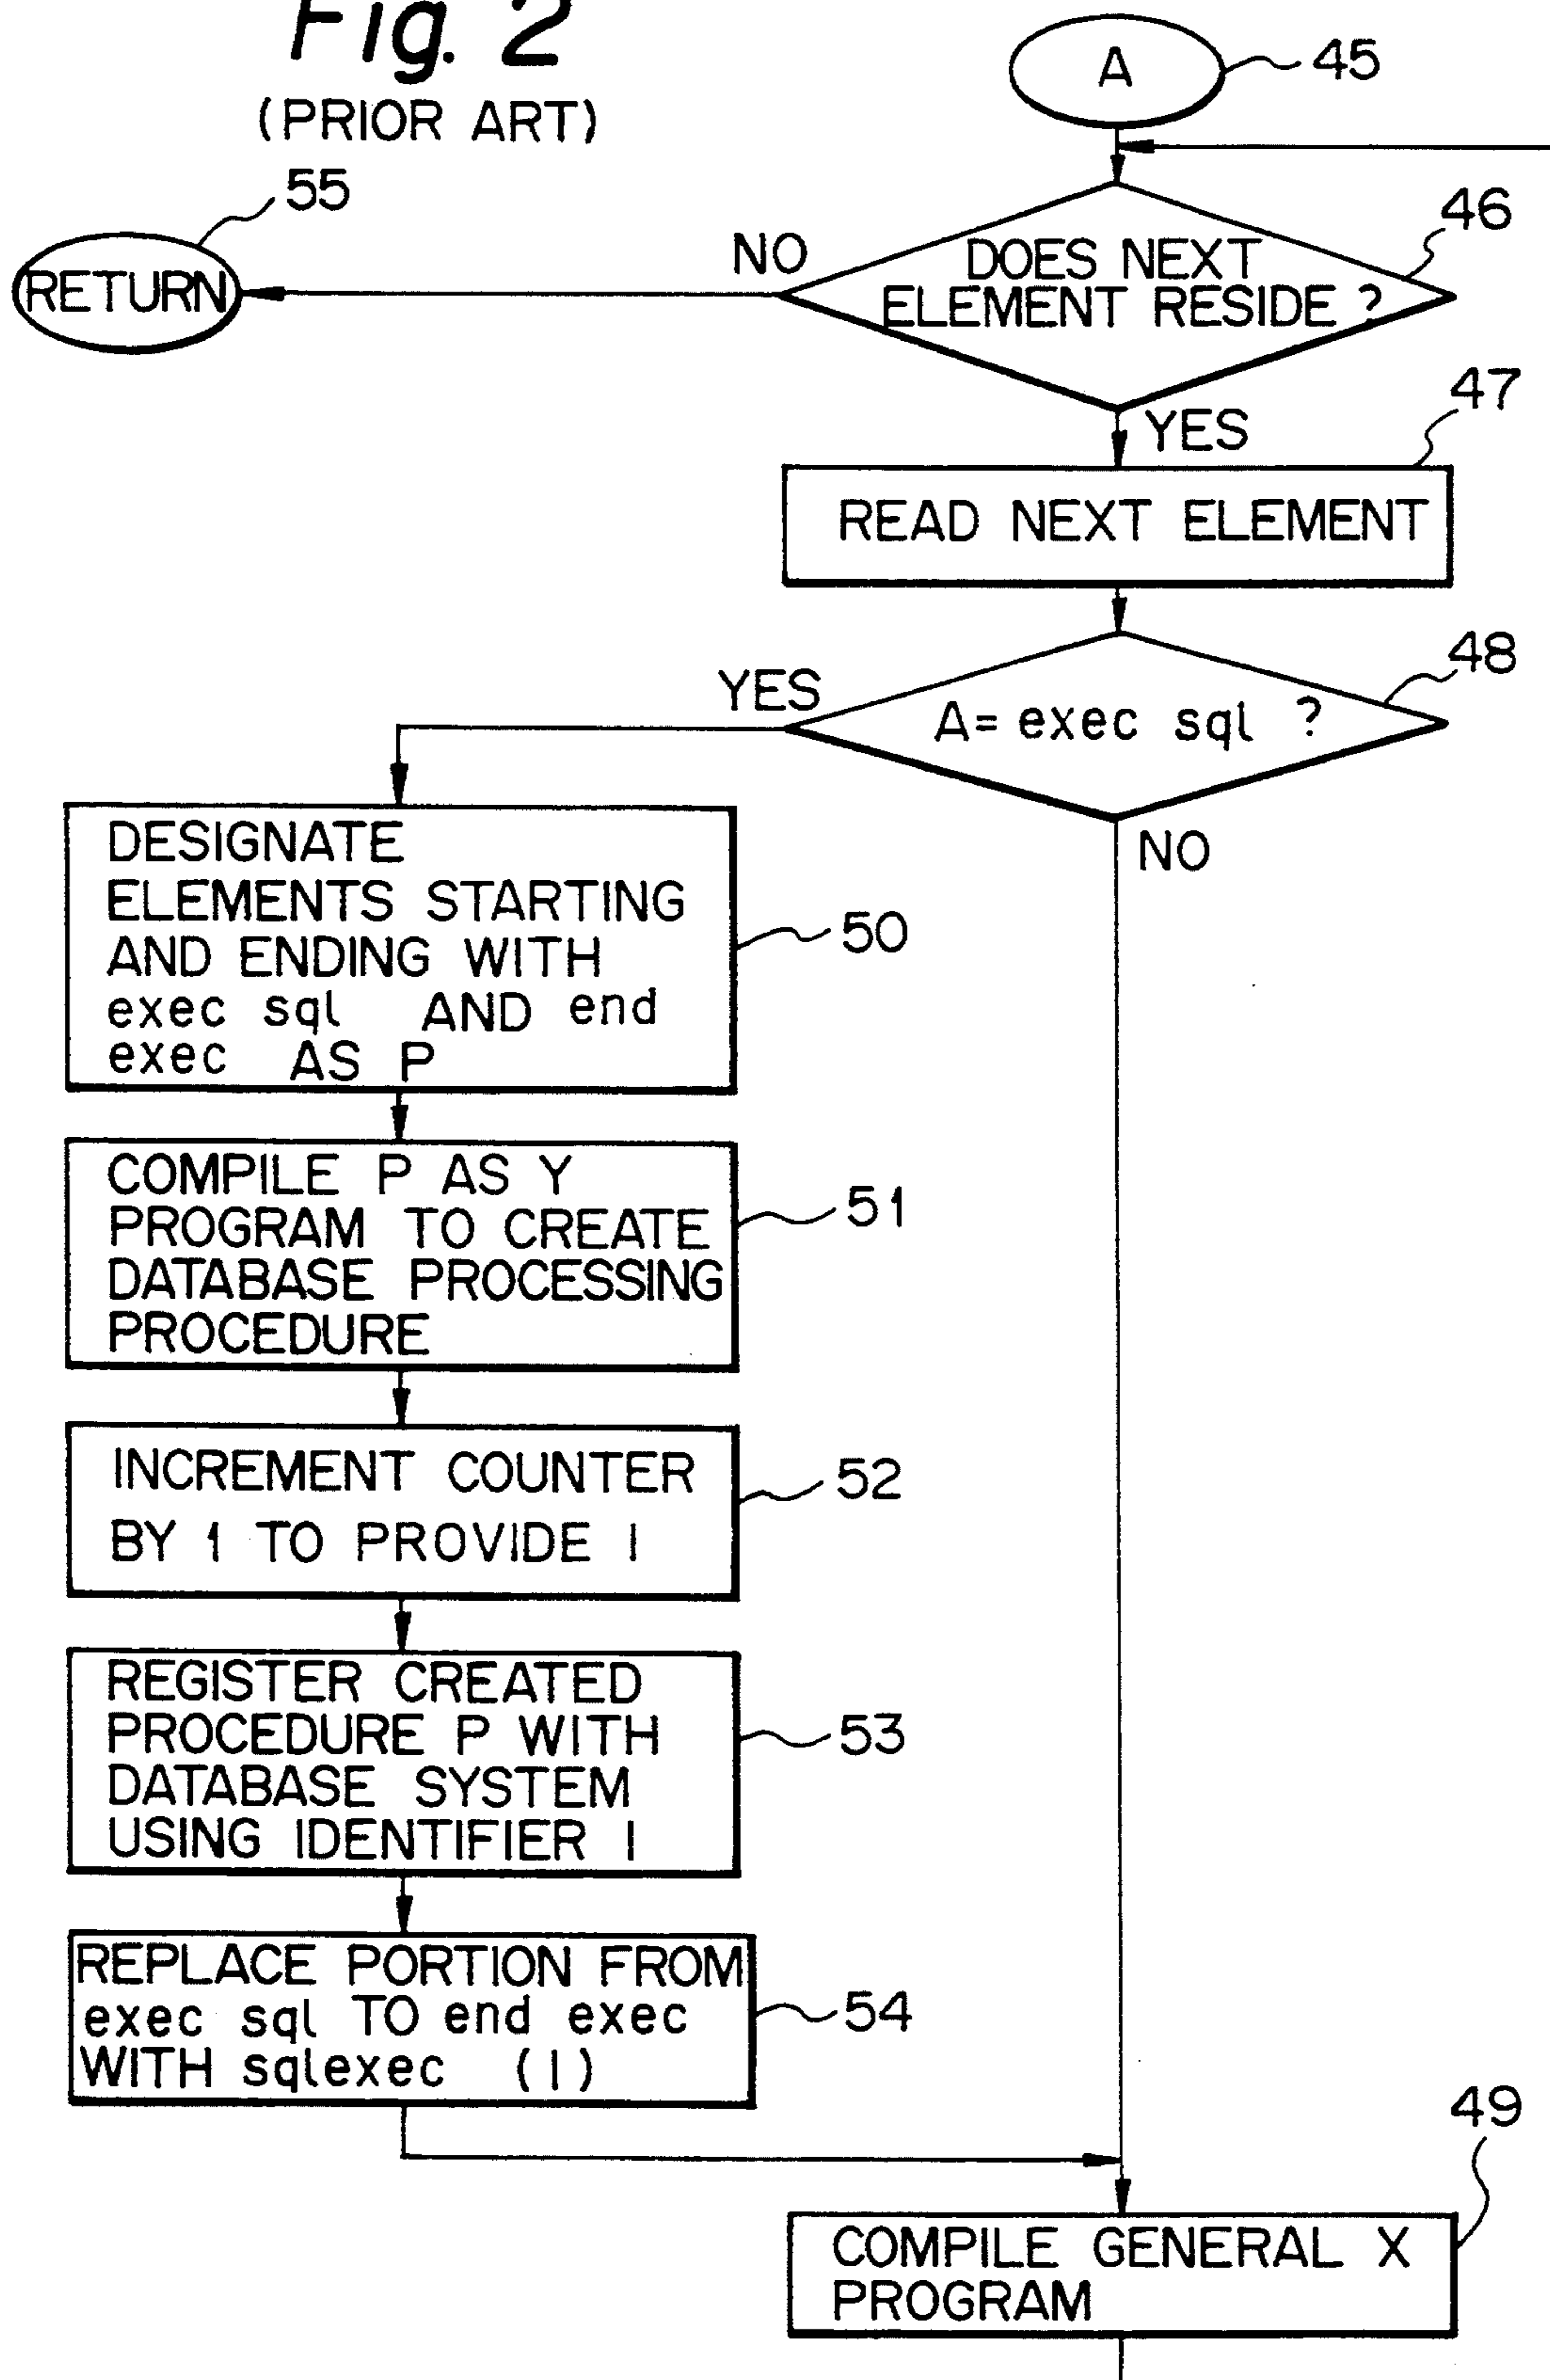 Fig. 2
(PRIOR ART)
A
45
55
RETURN
NO
46
DOES NEXT
ELEMENT RESIDE ?
YES
47
READ NEXT ELEMENT
48
YES
A= exec sql ?
NO
DESIGNATE
ELEMENTS STARTING
AND ENDING WITH
exec sql AND end
exec AS P
50
COMPILE P AS Y
PROGRAM TO CREATE
DATABASE PROCESSING
PROCEDURE
51
INCREMENT COUNTER
BY 1 TO PROVIDE I
52
REGISTER CREATED
PROCEDURE P WITH
DATABASE SYSTEM
USING IDENTIFIER I
53
REPLACE PORTION FROM
exec sql TO end exec
WITH sqlexec (I)
54
49
COMPILE GENERAL X
PROGRAM